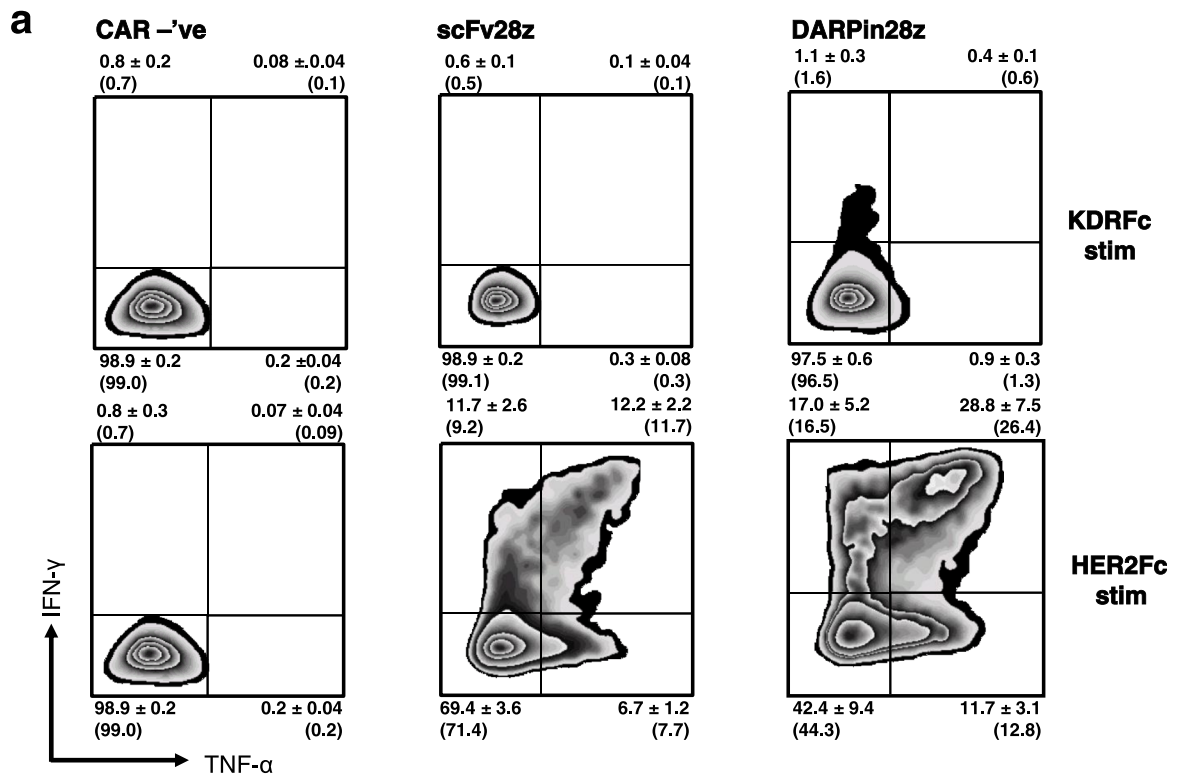 a
CAR –'ve
scFv28z
DARPin28z
0.8 ± 0.2
0.08 ±.0.04
0.6 ± 0.1
0.1 ± 0.04
1.1 ± 0.3
0.4 ± 0.1
(0.7)
(0.1)
(0.5)
(0.1)
(1.6)
(0.6)
KDRFc
stim
98.9 ± 0.2
0.2 ±0.04
98.9 ± 0.2
0.3 ± 0.08
97.5 ± 0.6
0.9 ± 0.3
(99.0)
(0.2)
(99.1)
(0.3)
(96.5)
(1.3)
0.8 ± 0.3
0.07 ± 0.04
11.7 ± 2.6
12.2 ± 2.2
17.0 ± 5.2
28.8 ± 7.5
(0.7)
(0.09)
(9.2)
(11.7)
(16.5)
(26.4)
HER2Fc
stim
98.9 ± 0.2
0.2 ± 0.04
69.4 ± 3.6
6.7 ± 1.2
42.4 ± 9.4
11.7 ± 3.1
(99.0)
(0.2)
(71.4)
(7.7)
(44.3)
(12.8)
IFN-γ
TNF-α